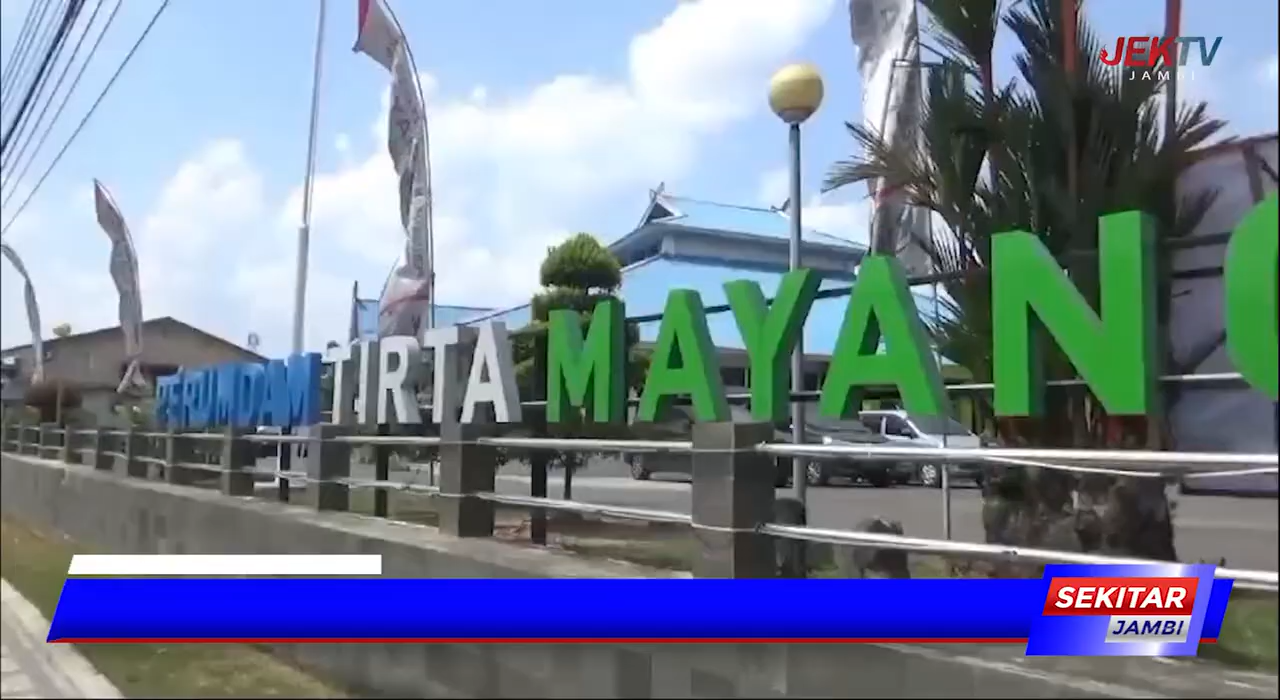 JEKTV
JAMBI
PERUMDAM TIRTA MAYANG
SEKITAR
JAMBI